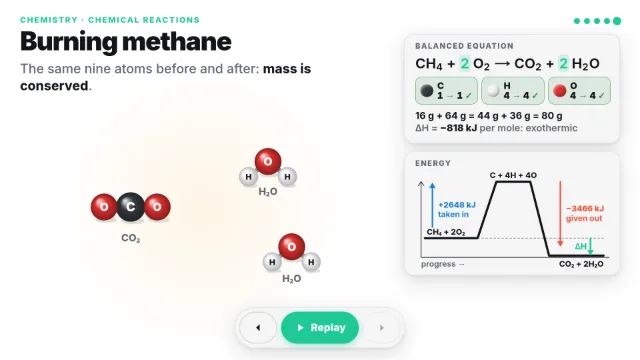 CHEMISTRY · CHEMICAL REACTIONS
Burning methane
The same nine atoms before and after: mass is
conserved.
O C O
CO₂
O
H H
H₂O
O
H H
H₂O
Replay
BALANCED EQUATION
CH₄ + 2 O₂ → CO₂ + 2 H₂O
C
1 → 1 ✓
H
4 → 4 ✓
O
4 → 4 ✓
16 g + 64 g = 44 g + 36 g = 80 g
ΔH = −818 kJ per mole: exothermic
ENERGY
C + 4H + 4O
+2648 kJ
taken in
−3466 kJ
given out
CH₄ + 2O₂
ΔH
progress →
CO₂ + 2H₂O